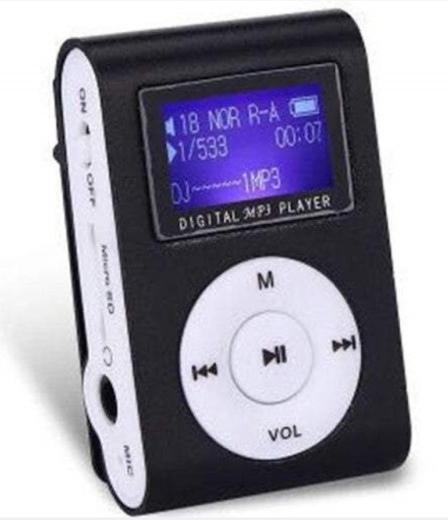 18 NOR R-A
1/533 00:07
DJ~~~~~1MP3
DIGITAL MP3 PLAYER
M
VOL
ON
OFF
Micro SD
MIC